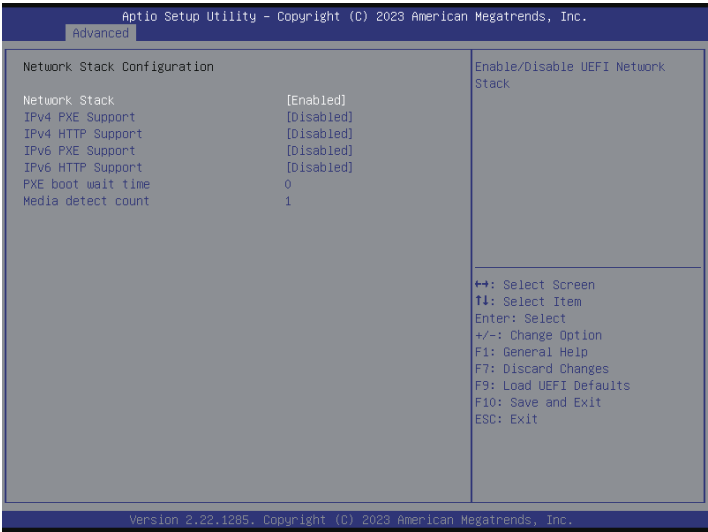 Aptio Setup Utility – Copyright (C) 2023 American Megatrends, Inc.
Advanced
Network Stack Configuration
Network Stack [Enabled]
IPv4 PXE Support [Disabled]
IPv4 HTTP Support [Disabled]
IPv6 PXE Support [Disabled]
IPv6 HTTP Support [Disabled]
PXE boot wait time 0
Media detect count 1
Enable/Disable UEFI Network
Stack
↔: Select Screen
↑↓: Select Item
Enter: Select
+/-: Change Option
F1: General Help
F7: Discard Changes
F9: Load UEFI Defaults
F10: Save and Exit
ESC: Exit
Version 2.22.1285. Copyright (C) 2023 American Megatrends, Inc.